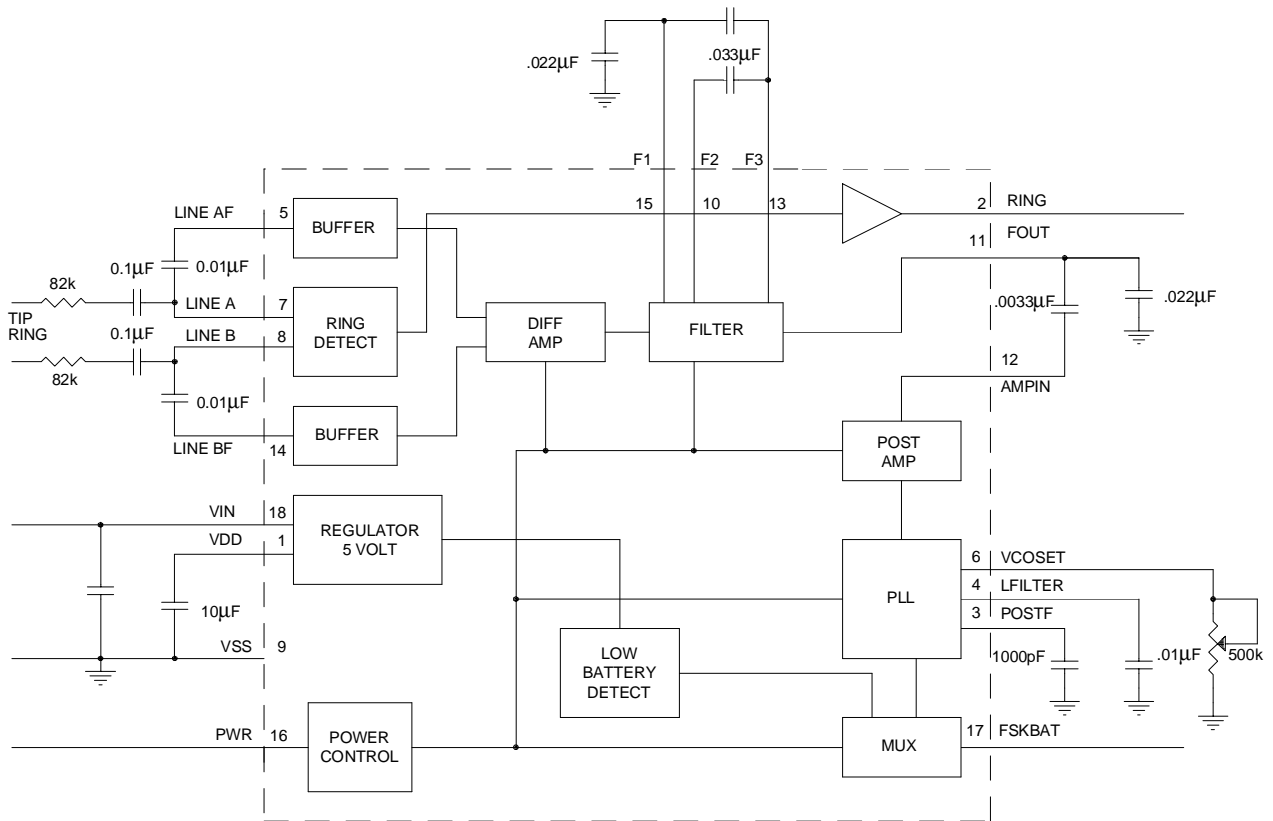 .022µF
.033µF
F1 F2 F3
15 10 13
2 RING
11 FOUT
LINE AF 5 BUFFER
0.1µF 0.01µF
82k
LINE A 7
TIP
RING
RING
DETECT
LINE B 8
0.1µF
82k
0.01µF
LINE BF 14 BUFFER
DIFF
AMP
FILTER
.0033µF
.022µF
12
AMPIN
POST
AMP
VIN 18
VDD 1
REGULATOR
5 VOLT
10µF
VSS 9
PLL
6 VCOSET
4 LFILTER
3 POSTF
1000pF
.01µF
500k
LOW
BATTERY
DETECT
PWR 16
POWER
CONTROL
MUX
17 FSKBAT